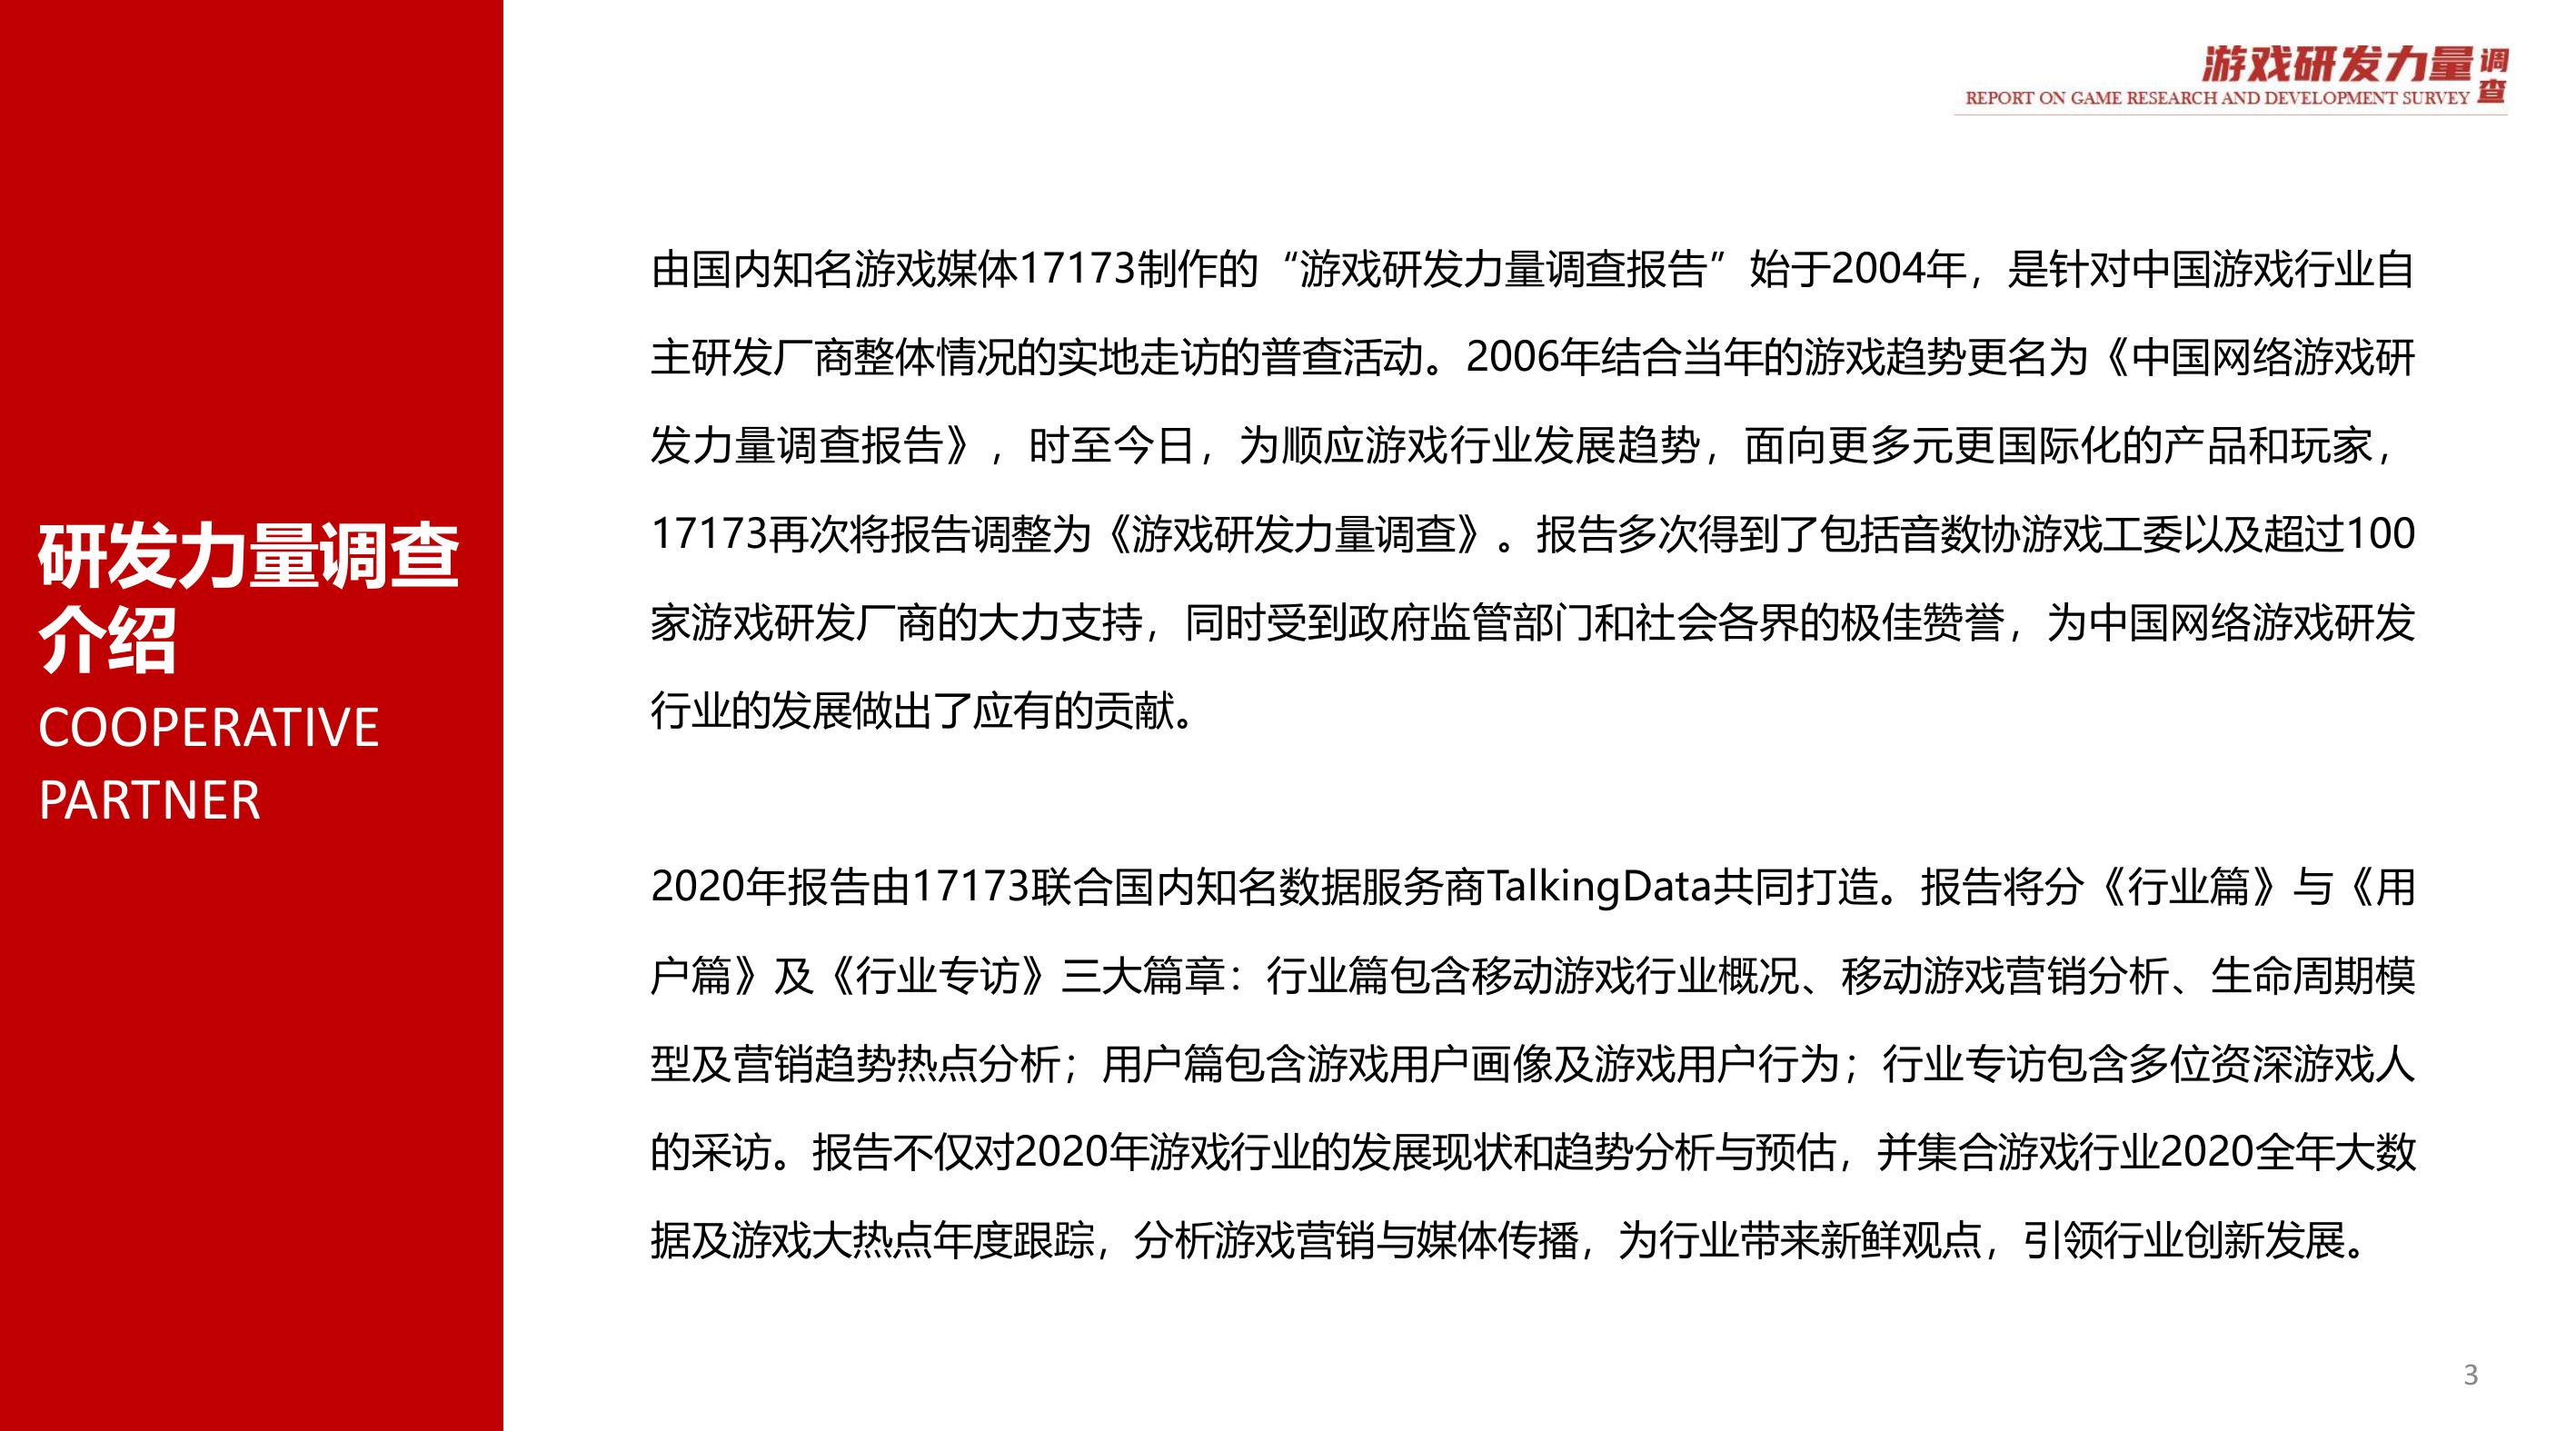 游戏研发力量调查
REPORT ON GAME RESEARCH AND DEVELOPMENT SURVEY
研发力量调查
介绍
COOPERATIVE
PARTNER
由国内知名游戏媒体17173制作的“游戏研发力量调查报告”始于2004年，是针对中国游戏行业自
主研发厂商整体情况的实地走访的普查活动。2006年结合当年的游戏趋势更名为《中国网络游戏研
发力量调查报告》，时至今日，为顺应游戏行业发展趋势，面向更多元更国际化的产品和玩家，
17173再次将报告调整为《游戏研发力量调查》。报告多次得到了包括音数协游戏工委以及超过100
家游戏研发厂商的大力支持，同时受到政府监管部门和社会各界的极佳赞誉，为中国网络游戏研发
行业的发展做出了应有的贡献。
2020年报告由17173联合国内知名数据服务商TalkingData共同打造。报告将分《行业篇》与《用
户篇》及《行业专访》三大篇章：行业篇包含移动游戏行业概况、移动游戏营销分析、生命周期模
型及营销趋势热点分析；用户篇包含游戏用户画像及游戏用户行为；行业专访包含多位资深游戏人
的采访。报告不仅对2020年游戏行业的发展现状和趋势分析与预估，并集合游戏行业2020全年大数
据及游戏大热点年度跟踪，分析游戏营销与媒体传播，为行业带来新鲜观点，引领行业创新发展。
3